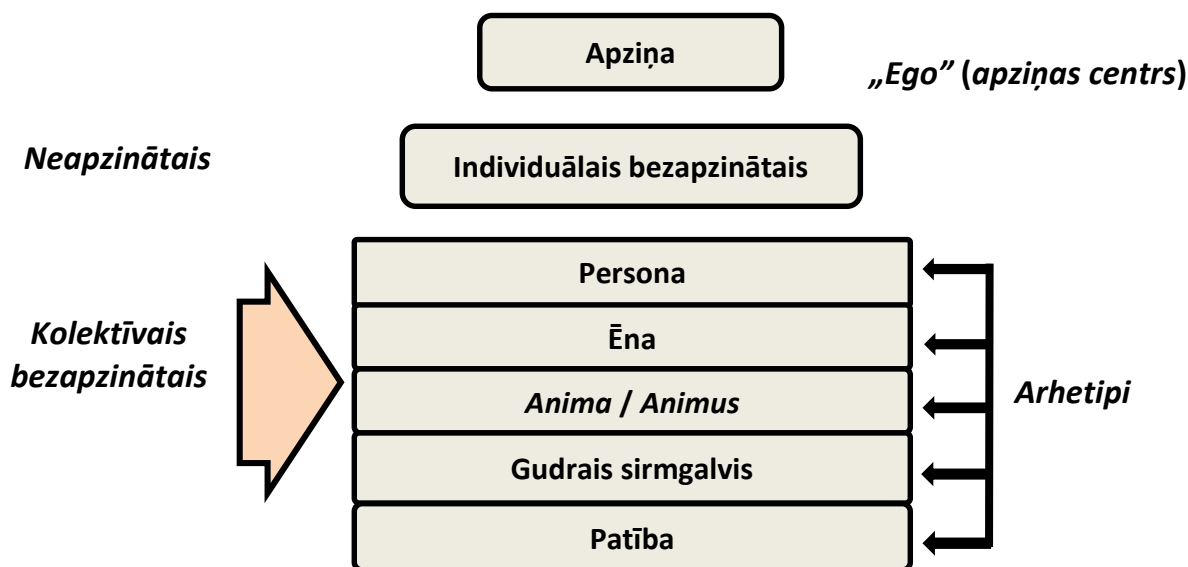 Apziņa
„Ego” (apziņas centrs)
Neapzinātais
Individuālais bezapzinātais
Persona
Ēna
Kolektīvais
bezapzinātais
Anima / Animus
Arhetipi
Gudrais sirmgalvis
Patība